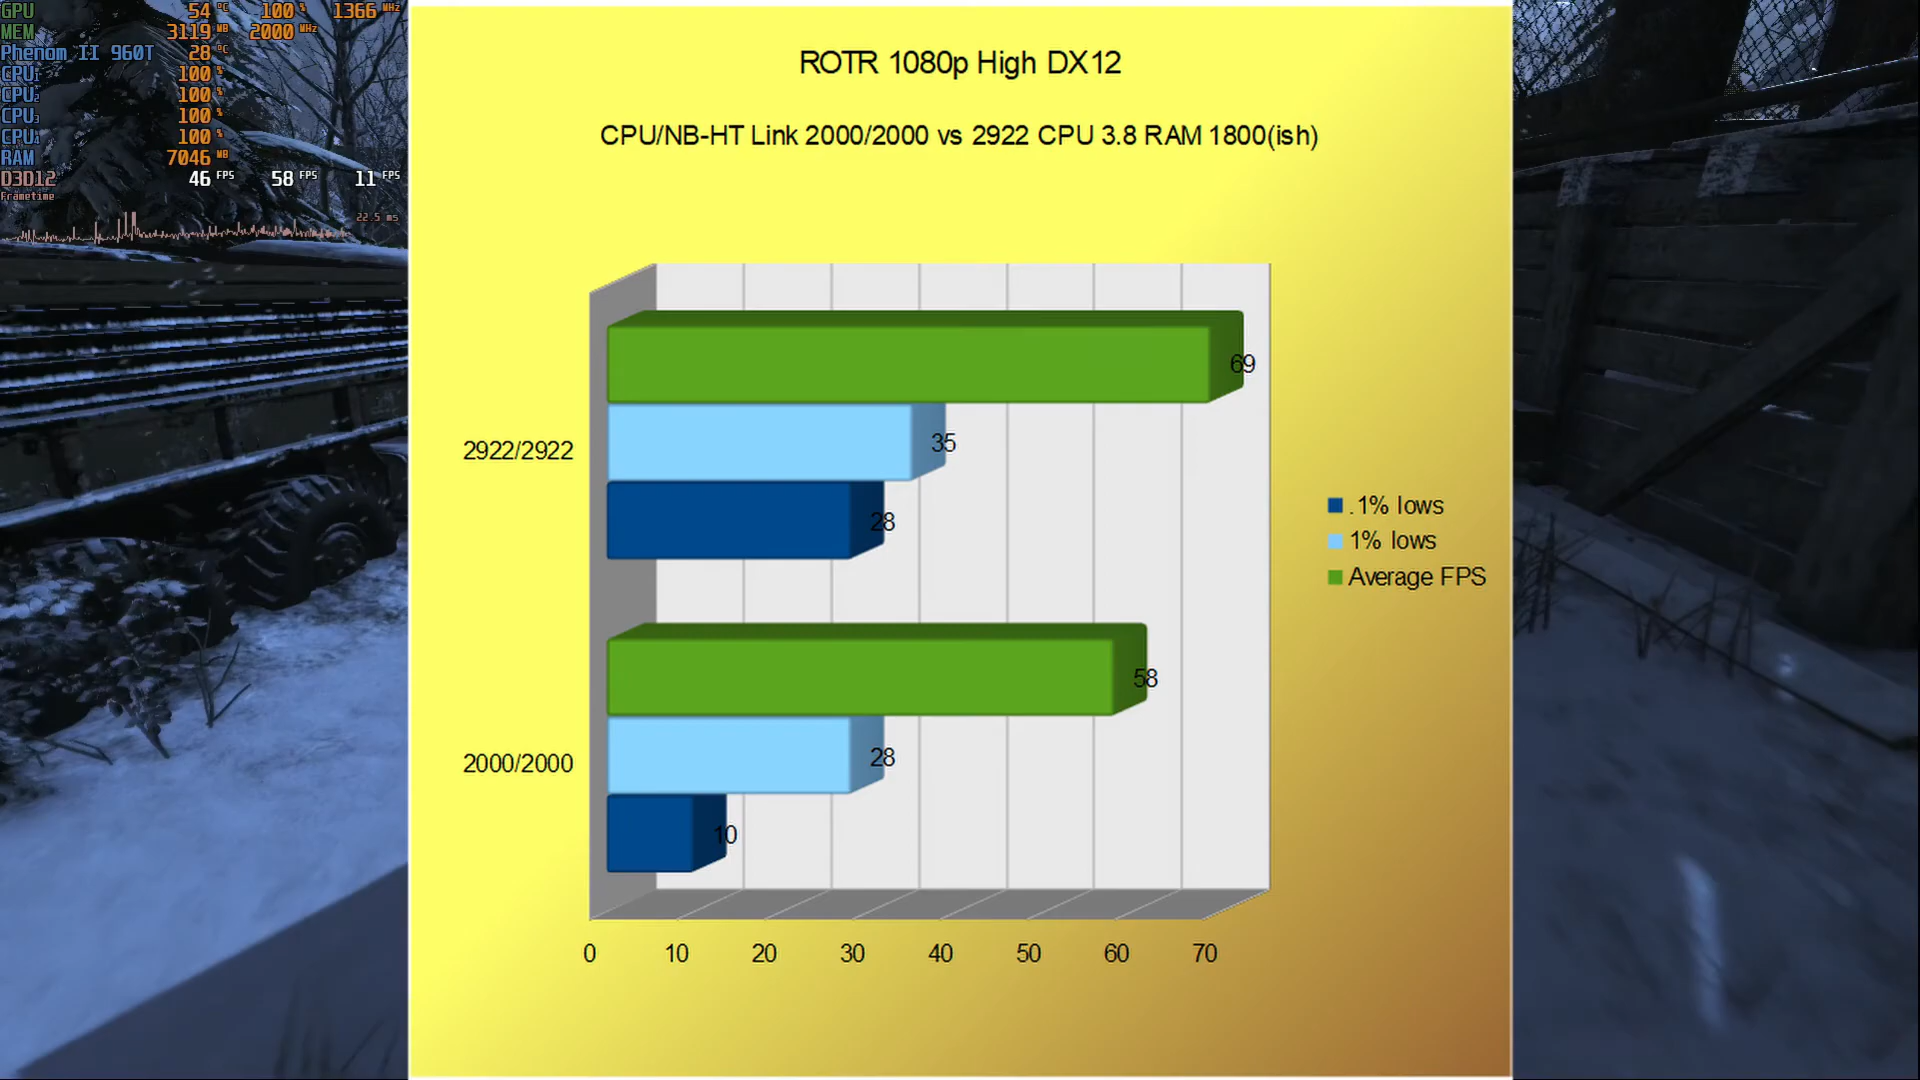 GPU 54 °C 100 % 1366 MHz
MEM 3119 MB 2000 MHz
Phenom II 960T 28 °C
CPU1 100 %
CPU2 100 %
CPU3 100 %
CPU4 100 %
RAM 7046 MB
D3D12 46 FPS 58 FPS 11 FPS
Frametime
22.5 ms
ROTR 1080p High DX12
CPU/NB-HT Link 2000/2000 vs 2922 CPU 3.8 RAM 1800(ish)
69
2922/2922
35
28
.1% lows
1% lows
Average FPS
58
2000/2000
28
10
0 10 20 30 40 50 60 70